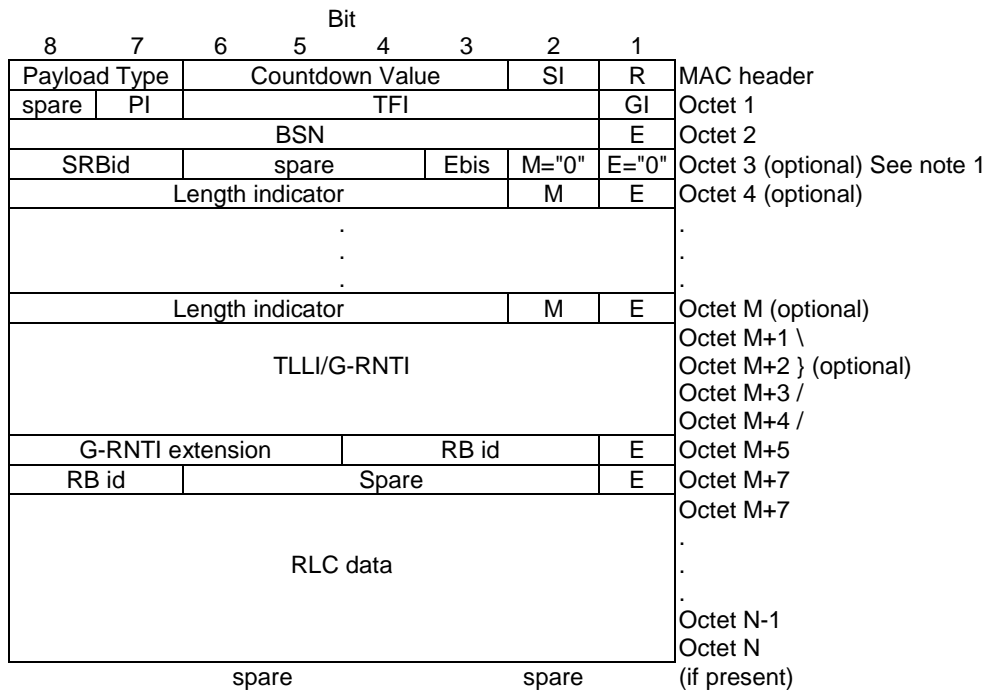 Bit
8 7 6 5 4 3 2 1
Payload Type Countdown Value SI R MAC header
spare PI TFI GI Octet 1
BSN E Octet 2
SRBid spare Ebis M="0" E="0" Octet 3 (optional) See note 1
Length indicator M E Octet 4 (optional)
. .
. .
. .
Length indicator M E Octet M (optional)
Octet M+1 \
TLLI/G-RNTI Octet M+2 } (optional)
Octet M+3 /
Octet M+4 /
G-RNTI extension RB id E Octet M+5
RB id Spare E Octet M+7
Octet M+7
.
RLC data .
.
Octet N-1
Octet N
spare spare (if present)